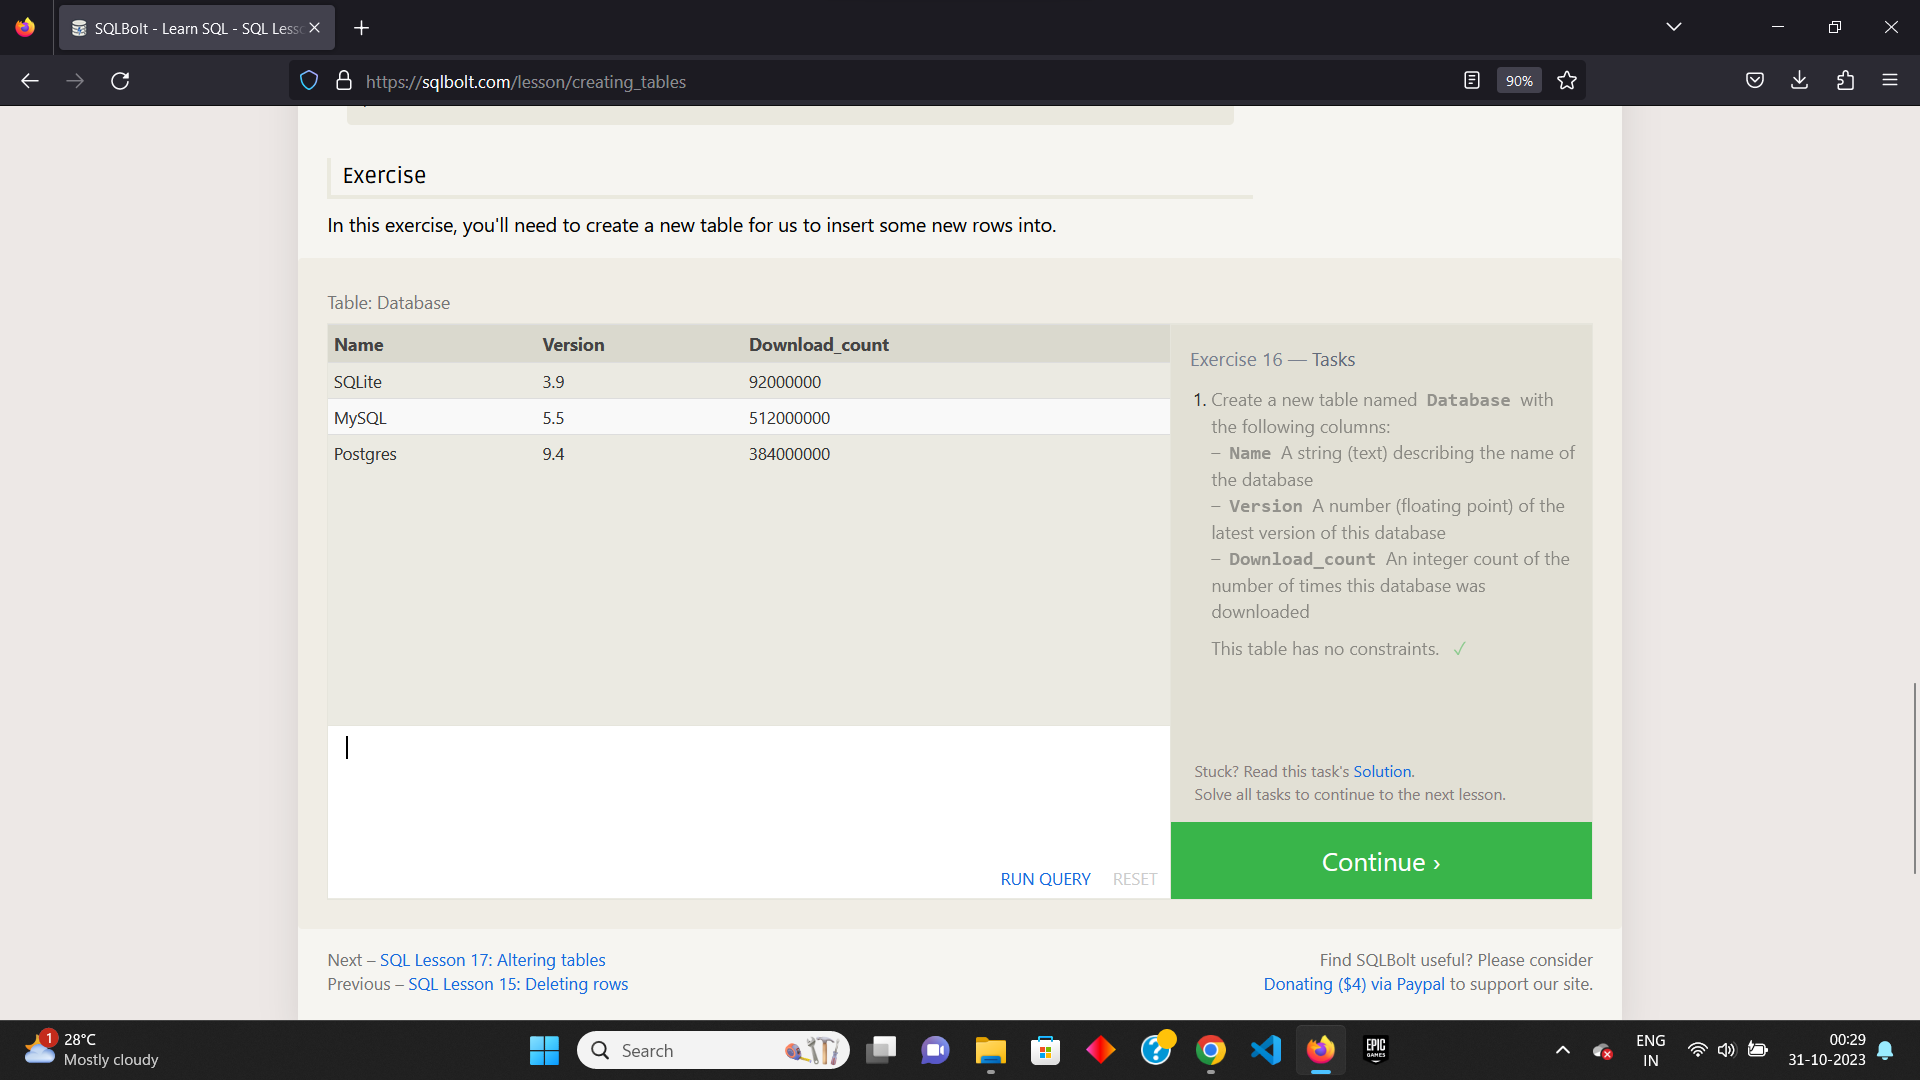 SQLBolt - Learn SQL - SQL Less
https://sqlbolt.com/lesson/creating_tables
90%
Exercise
In this exercise, you'll need to create a new table for us to insert some new rows into.
Table: Database
Name Version Download_count
SQLite 3.9 92000000
MySQL 5.5 512000000
Postgres 9.4 384000000
RUN QUERY RESET
Exercise 16 — Tasks
1. Create a new table named Database with
the following columns:
– Name A string (text) describing the name of
the database
– Version A number (floating point) of the
latest version of this database
– Download_count An integer count of the
number of times this database was
downloaded
This table has no constraints. ✓
Stuck? Read this task's Solution.
Solve all tasks to continue to the next lesson.
Continue ›
Next – SQL Lesson 17: Altering tables
Previous – SQL Lesson 15: Deleting rows
Find SQLBolt useful? Please consider
Donating ($4) via Paypal to support our site.
1
28°C
Mostly cloudy
Search
EPIC
GAMES
ENG
IN
00:29
31-10-2023